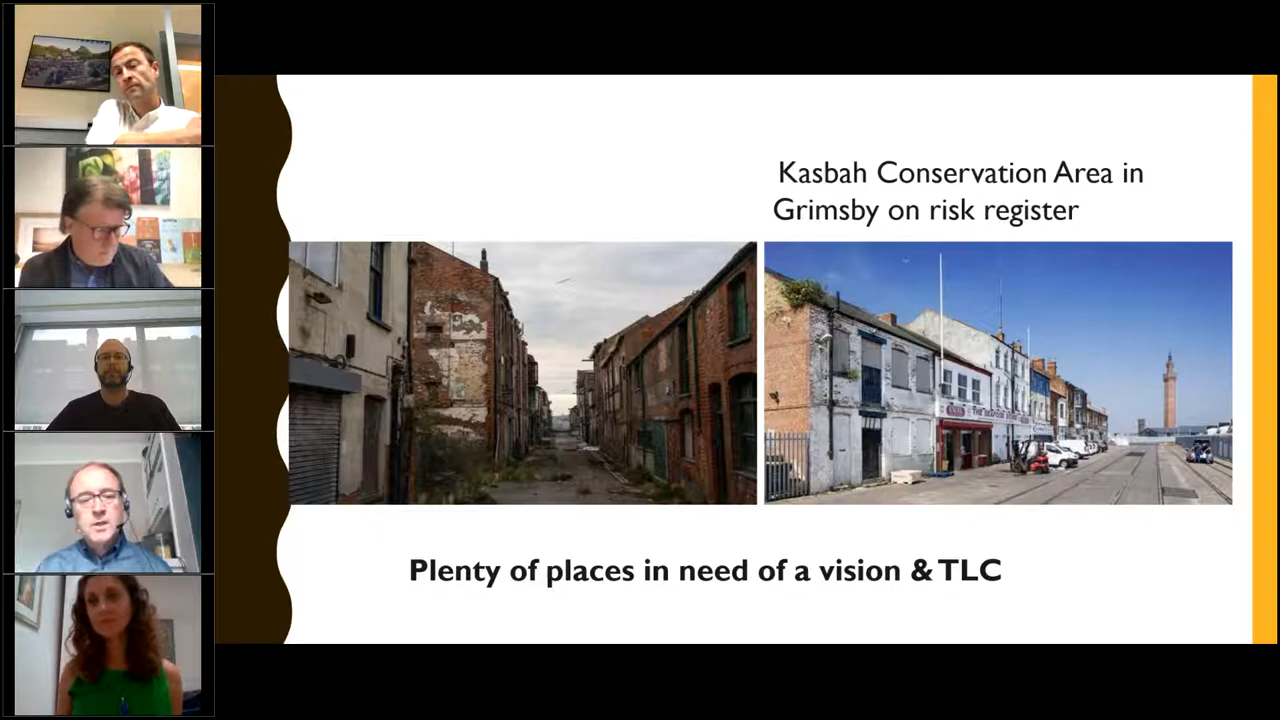 Kasbah Conservation Area in
Grimsby on risk register
Plenty of places in need of a vision & TLC